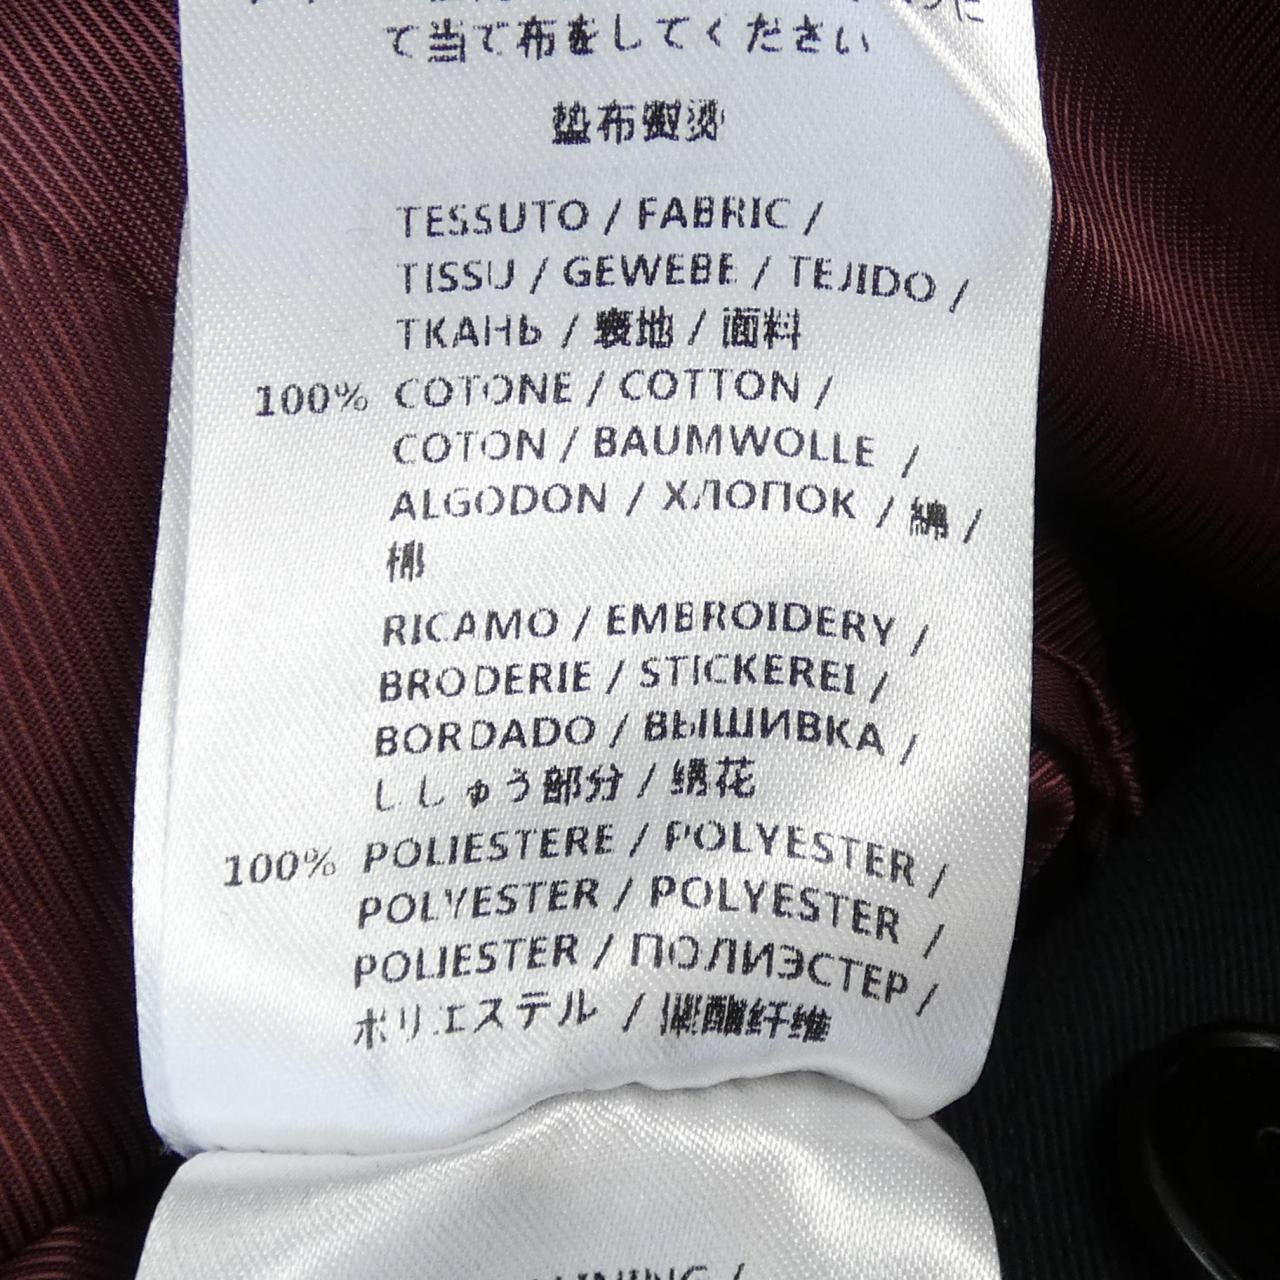 て当て布をしてください
垫布熨烫
TESSUTO / FABRIC /
TISSU / GEWEBE / TEJIDO /
ТКАНЬ / 表地 / 面料
100% COTONE / COTTON /
COTON / BAUMWOLLE /
ALGODON / ХЛОПОК / 綿 /
棉
RICAMO / EMBROIDERY /
BRODERIE / STICKEREI /
BORDADO / ВЫШИВКА /
ししゅう部分 / 绣花
100% POLIESTERE / POLYESTER /
POLYESTER / POLYESTER /
POLIESTER / ПОЛИЭСТЕР /
ポリエステル / 聚酯纤维